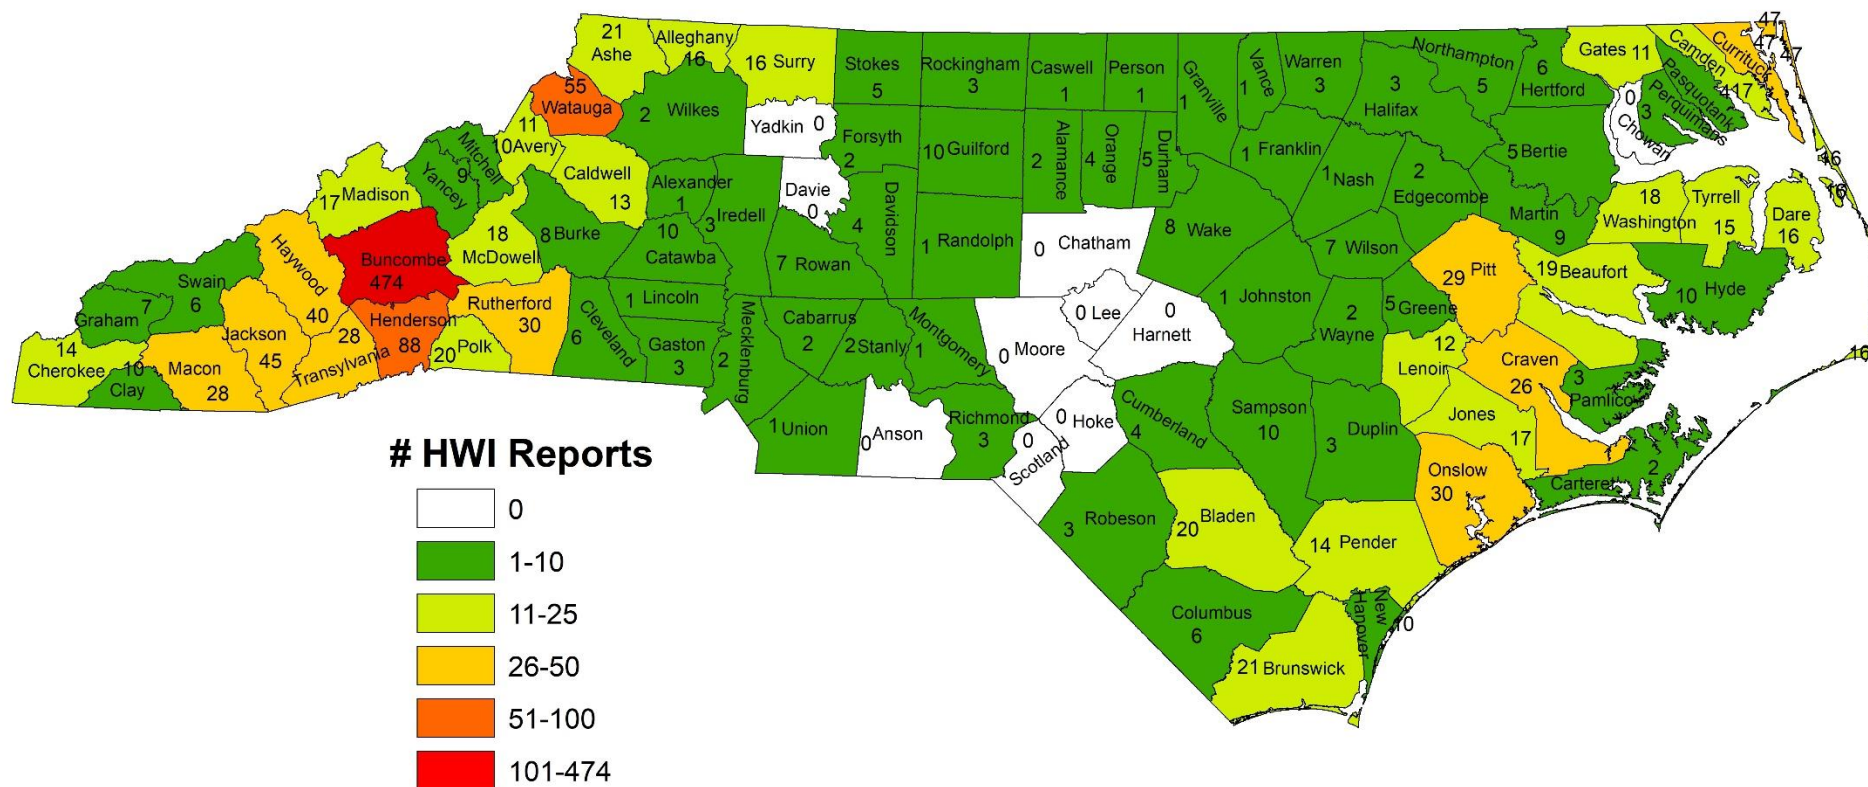 21
Ashe
Alleghany
16
16 Surry
Stokes
5
Rockingham
3
Caswell
1
Person
1
Granville
1
Vance
1
Warren
3
Northampton
5
3
Halifax
6
Hertford
Gates 11
Camden
17
Currituck
47
47
47
Pasquotank
4
Perquimans
3
0
Chowan
55
Watauga
2 Wilkes
Yadkin 0
Forsyth
2
10 Guilford
Alamance
2
Orange
4
Durham
5
1 Franklin
1 Nash
2
Edgecombe
5 Bertie
Martin
9
18
Washington
Tyrrell
15
Dare
16
16
16
16
11
Avery
Mitchell
10
Yancey
9
Caldwell
13
Alexander
1
Iredell
3
Davie
0
Davidson
4
1 Randolph
0 Chatham
8 Wake
7 Wilson
29 Pitt
19 Beaufort
10 Hyde
17 Madison
Buncombe
474
18
McDowell
8 Burke
10
Catawba
7 Rowan
Haywood
40
Swain
6
7
Graham
14
Cherokee
10
Clay
Macon
28
Jackson
45
28
Transylvania
Henderson
88
20 Polk
Rutherford
30
Cleveland
6
1 Lincoln
Gaston
3
Mecklenburg
2
Cabarrus
2
2 Stanly
Montgomery
1
0 Moore
0 Lee
0
Harnett
1 Johnston
2
Wayne
5
Greene
12
Lenoir
Craven
26
3
Pamlico
Jones
17
1 Union
0 Anson
Richmond
3
0
Scotland
0
Hoke
Cumberland
4
Sampson
10
Duplin
3
Onslow
30
Carteret
2
3 Robeson
20 Bladen
14 Pender
Columbus
6
21 Brunswick
New
Hanover
10
# HWI Reports
0
1-10
11-25
26-50
51-100
101-474